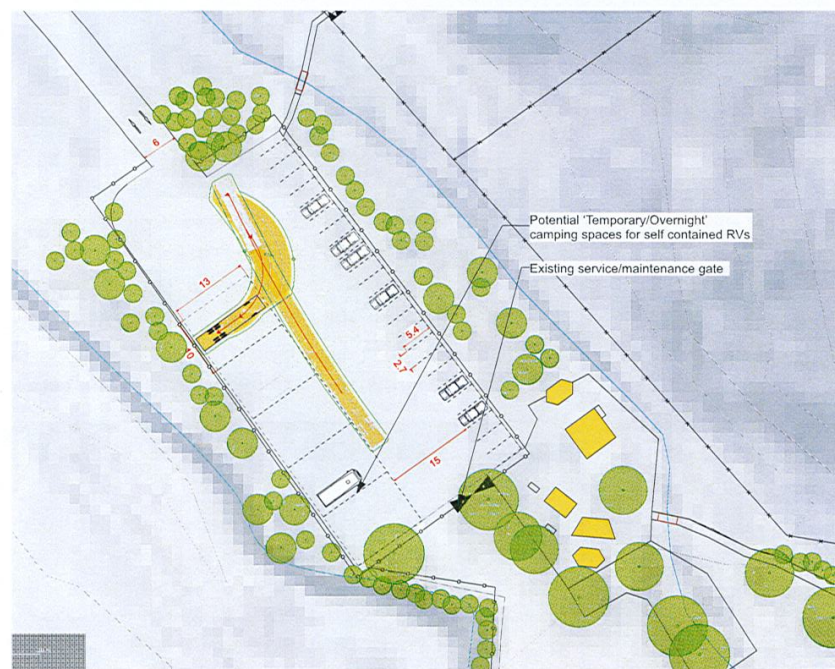 6
Potential 'Temporary/Overnight'
camping spaces for self contained RVs
Existing service/maintenance gate
13
5.4
2.7
10
15